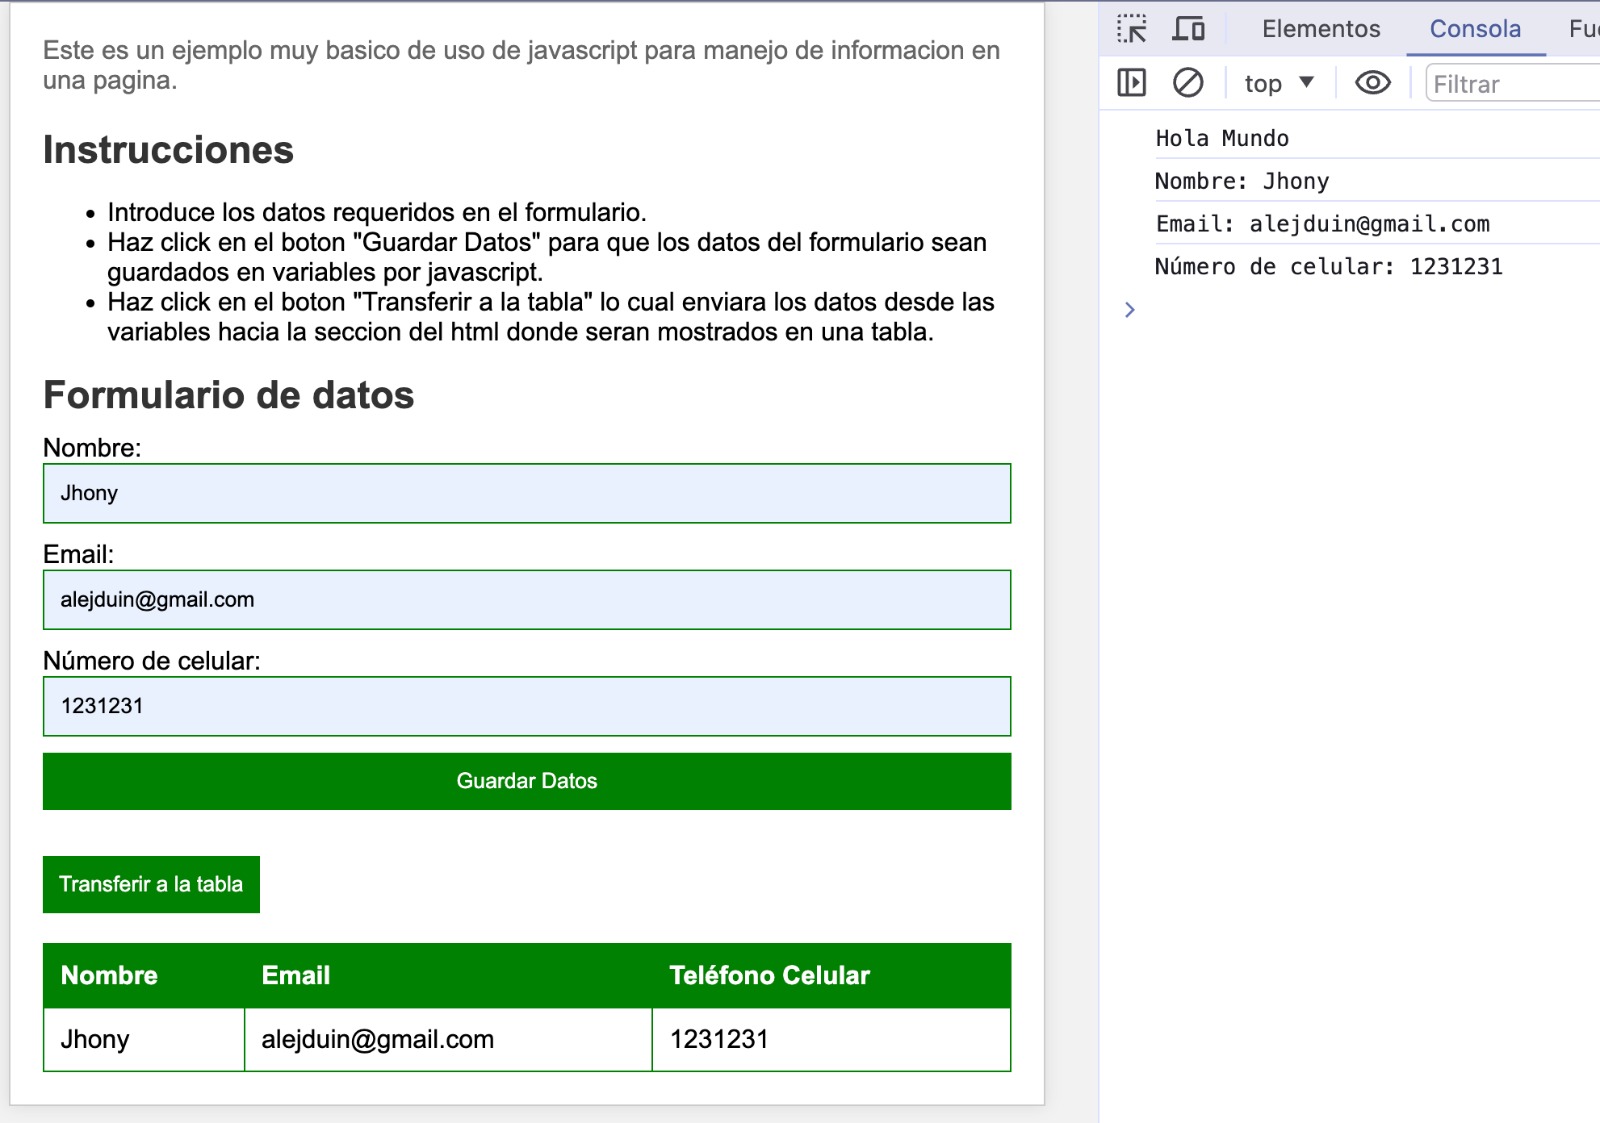 Este es un ejemplo muy basico de uso de javascript para manejo de informacion en
una pagina.
Instrucciones
Introduce los datos requeridos en el formulario.
Haz click en el boton "Guardar Datos" para que los datos del formulario sean
guardados en variables por javascript.
Haz click en el boton "Transferir a la tabla" lo cual enviara los datos desde las
variables hacia la seccion del html donde seran mostrados en una tabla.
Formulario de datos
Nombre:
Jhony
Email:
alejduin@gmail.com
Número de celular:
1231231
Guardar Datos
Transferir a la tabla
Nombre Email Teléfono Celular
Jhony alejduin@gmail.com 1231231
Elementos Consola
top Filtrar
Hola Mundo
Nombre: Jhony
Email: alejduin@gmail.com
Número de celular: 1231231